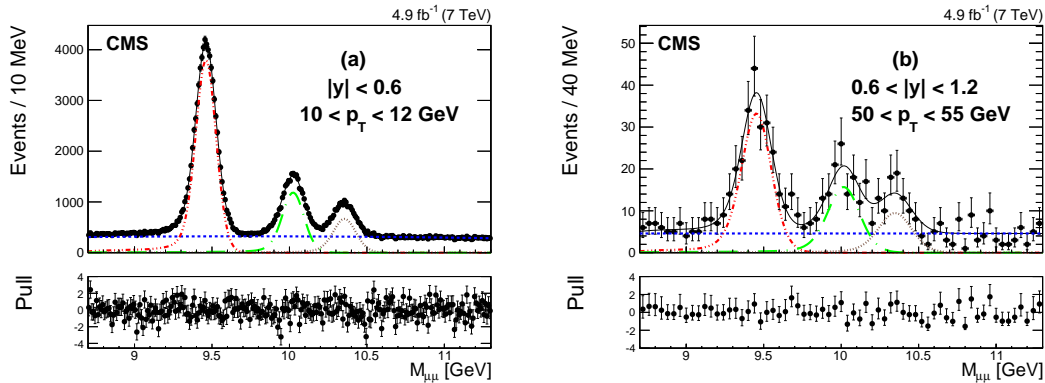 4.9 fb⁻¹ (7 TeV)
CMS
(a)
|y| < 0.6
10 < p_T < 12 GeV
Events / 10 MeV
4000
3000
2000
1000
0
Pull
4
2
0
-2
-4
9
9.5
10
10.5
11
M_μμ [GeV]
4.9 fb⁻¹ (7 TeV)
CMS
(b)
0.6 < |y| < 1.2
50 < p_T < 55 GeV
Events / 40 MeV
50
40
30
20
10
0
Pull
4
2
0
-2
-4
9
9.5
10
10.5
11
M_μμ [GeV]